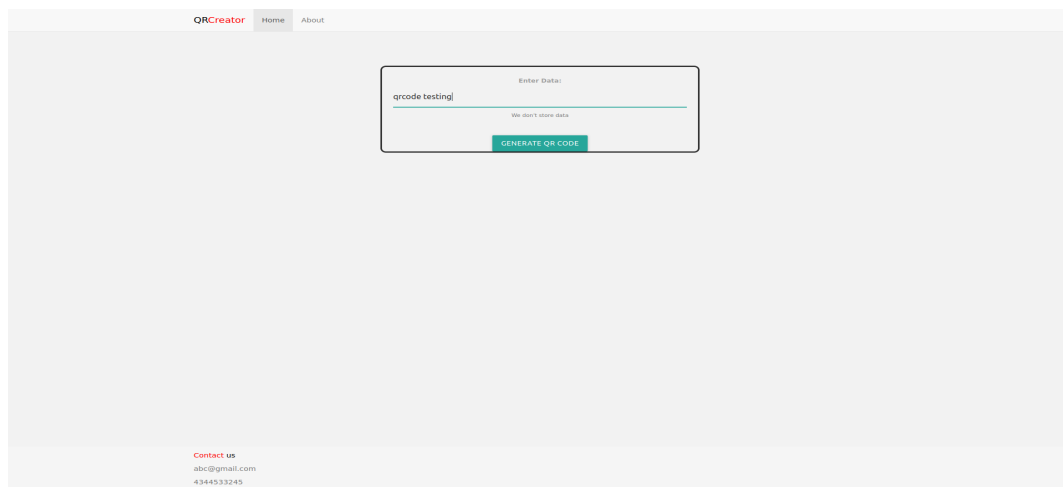 QRCreator Home About
Enter Data:
qrcode testing
We don't store data
GENERATE QR CODE
Contact us
abc@gmail.com
4344533245